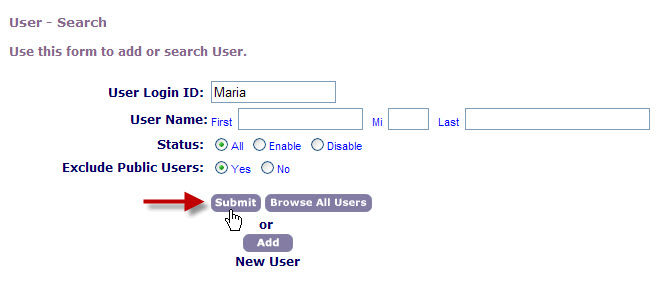 User - Search
Use this form to add or search User.
User Login ID: Maria
User Name: First Mi Last
Status: All Enable Disable
Exclude Public Users: Yes No
Submit Browse All Users
or
Add
New User